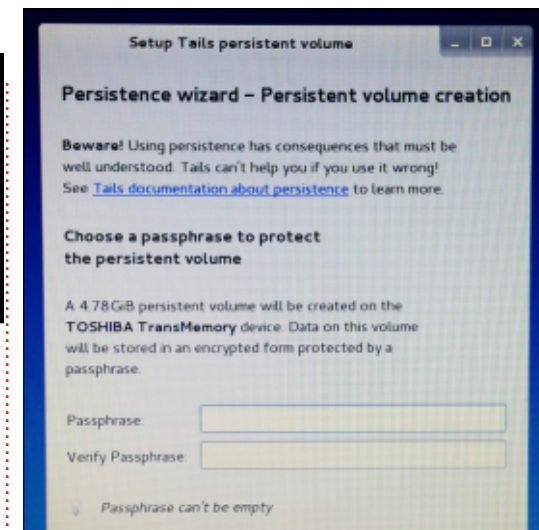 Setup Tails persistent volume
Persistence wizard – Persistent volume creation
Beware! Using persistence has consequences that must be
well understood. Tails can't help you if you use it wrong!
See Tails documentation about persistence to learn more.
Choose a passphrase to protect
the persistent volume
A 4.78GiB persistent volume will be created on the
TOSHIBA TransMemory device. Data on this volume
will be stored in an encrypted form protected by a
passphrase.
Passphrase:
Verify Passphrase:
Passphrase can't be empty